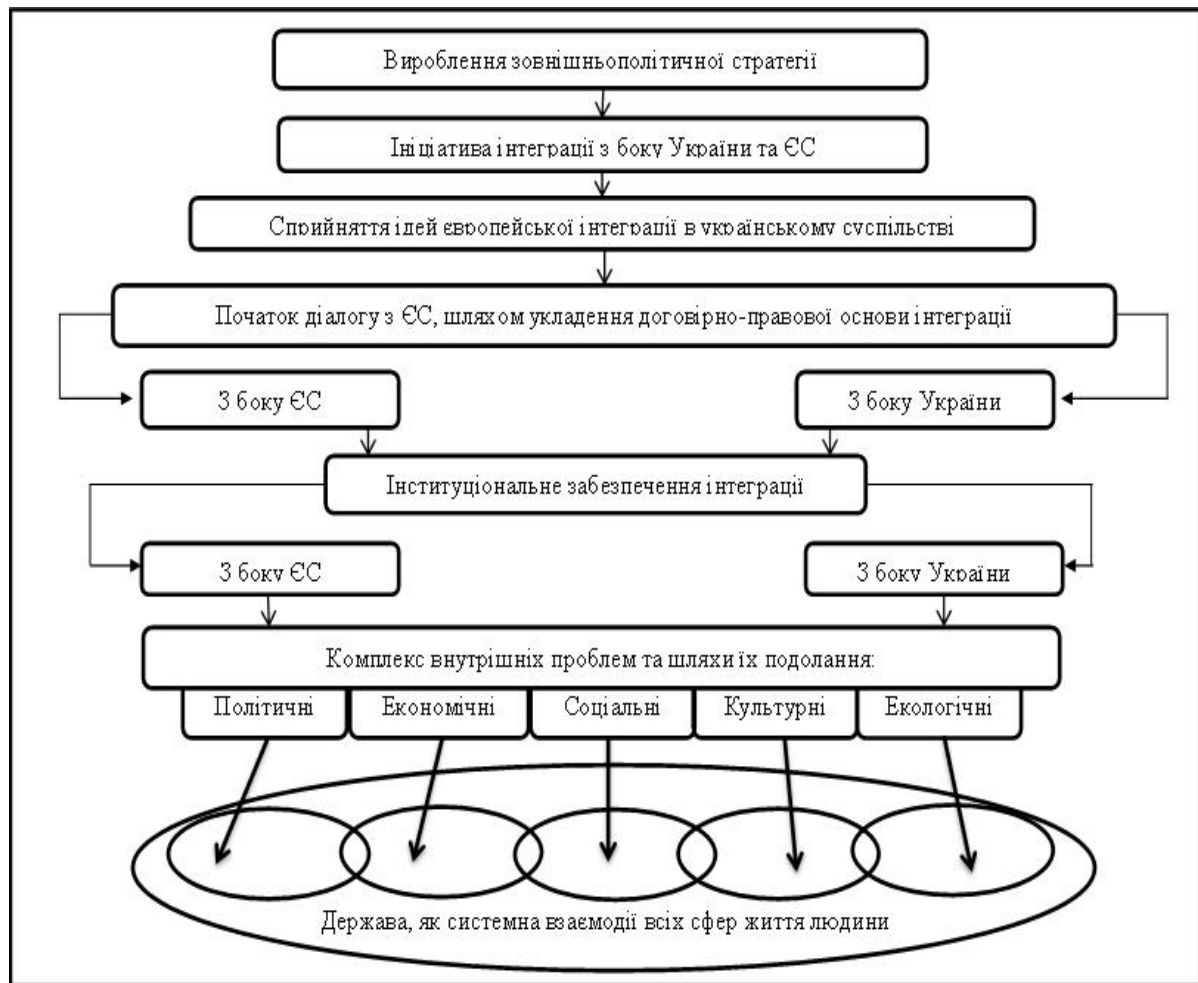 Вироблення зовнішньополітичної стратегії
Ініціатива інтеграції з боку України та ЄС
Сприйняття ідей європейської інтеграції в українському суспільстві
Початок діалогу з ЄС, шляхом укладення договірно-правової основи інтеграції
З боку ЄС
З боку України
Інституціональне забезпечення інтеграції
З боку ЄС
З боку України
Комплекс внутрішніх проблем та шляхи їх подолання:
Політичні
Економічні
Соціальні
Культурні
Екологічні
Держава, як системна взаємодії всіх сфер життя людини